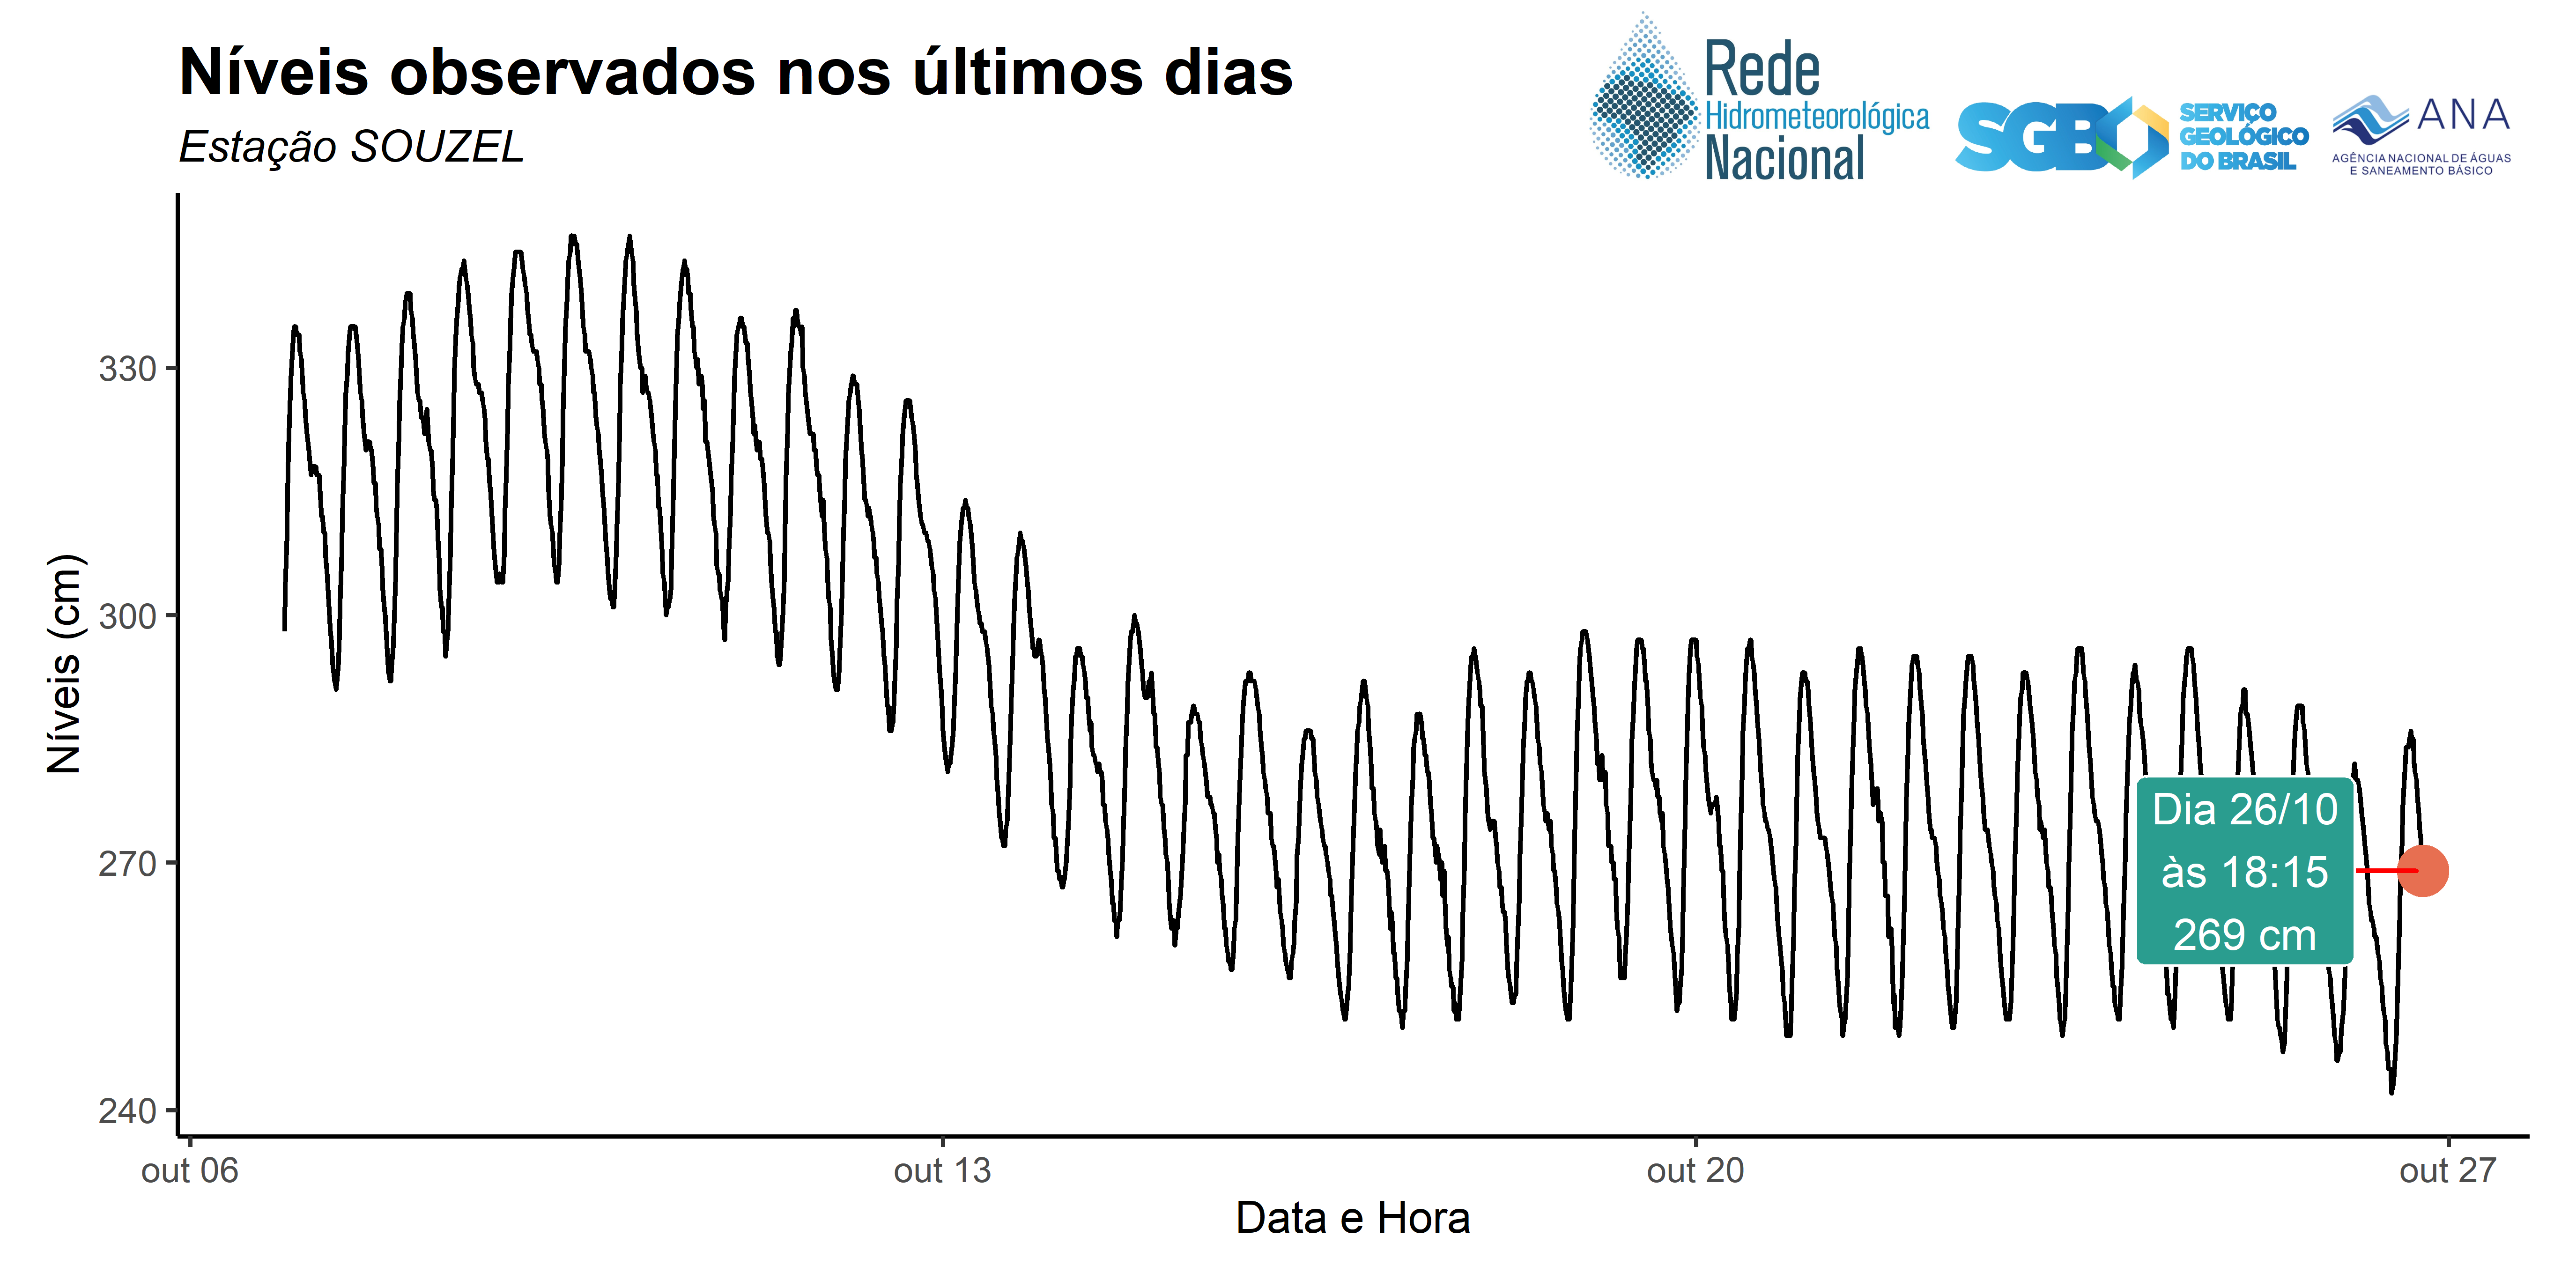 Níveis observados nos últimos dias
Estação SOUZEL
Rede
Hidrometeorológica
Nacional
SGB
SERVIÇO
GEOLÓGICO
DO BRASIL
ANA
AGÊNCIA NACIONAL DE ÁGUAS
E SANEAMENTO BÁSICO
Níveis (cm)
330
300
270
240
Dia 26/10
às 18:15
269 cm
out 06
out 13
out 20
out 27
Data e Hora